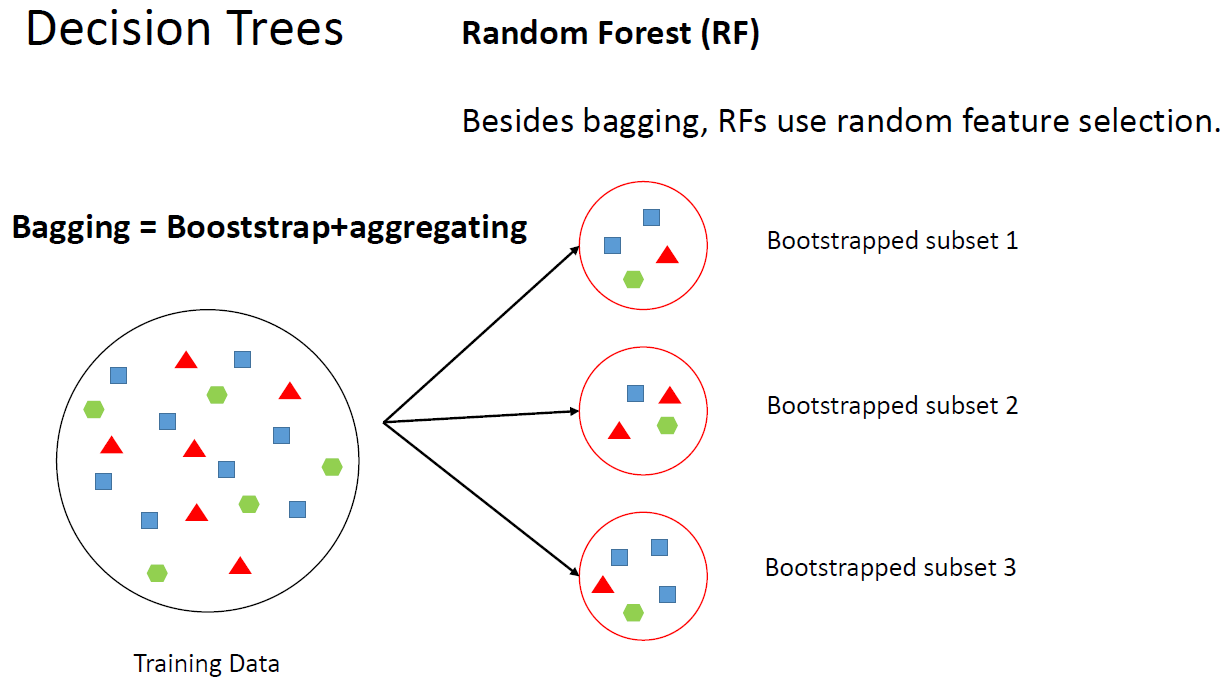 Decision Trees
Random Forest (RF)
Besides bagging, RFs use random feature selection.
Bagging = Booststrap+aggregating
Bootstrapped subset 1
Bootstrapped subset 2
Bootstrapped subset 3
Training Data